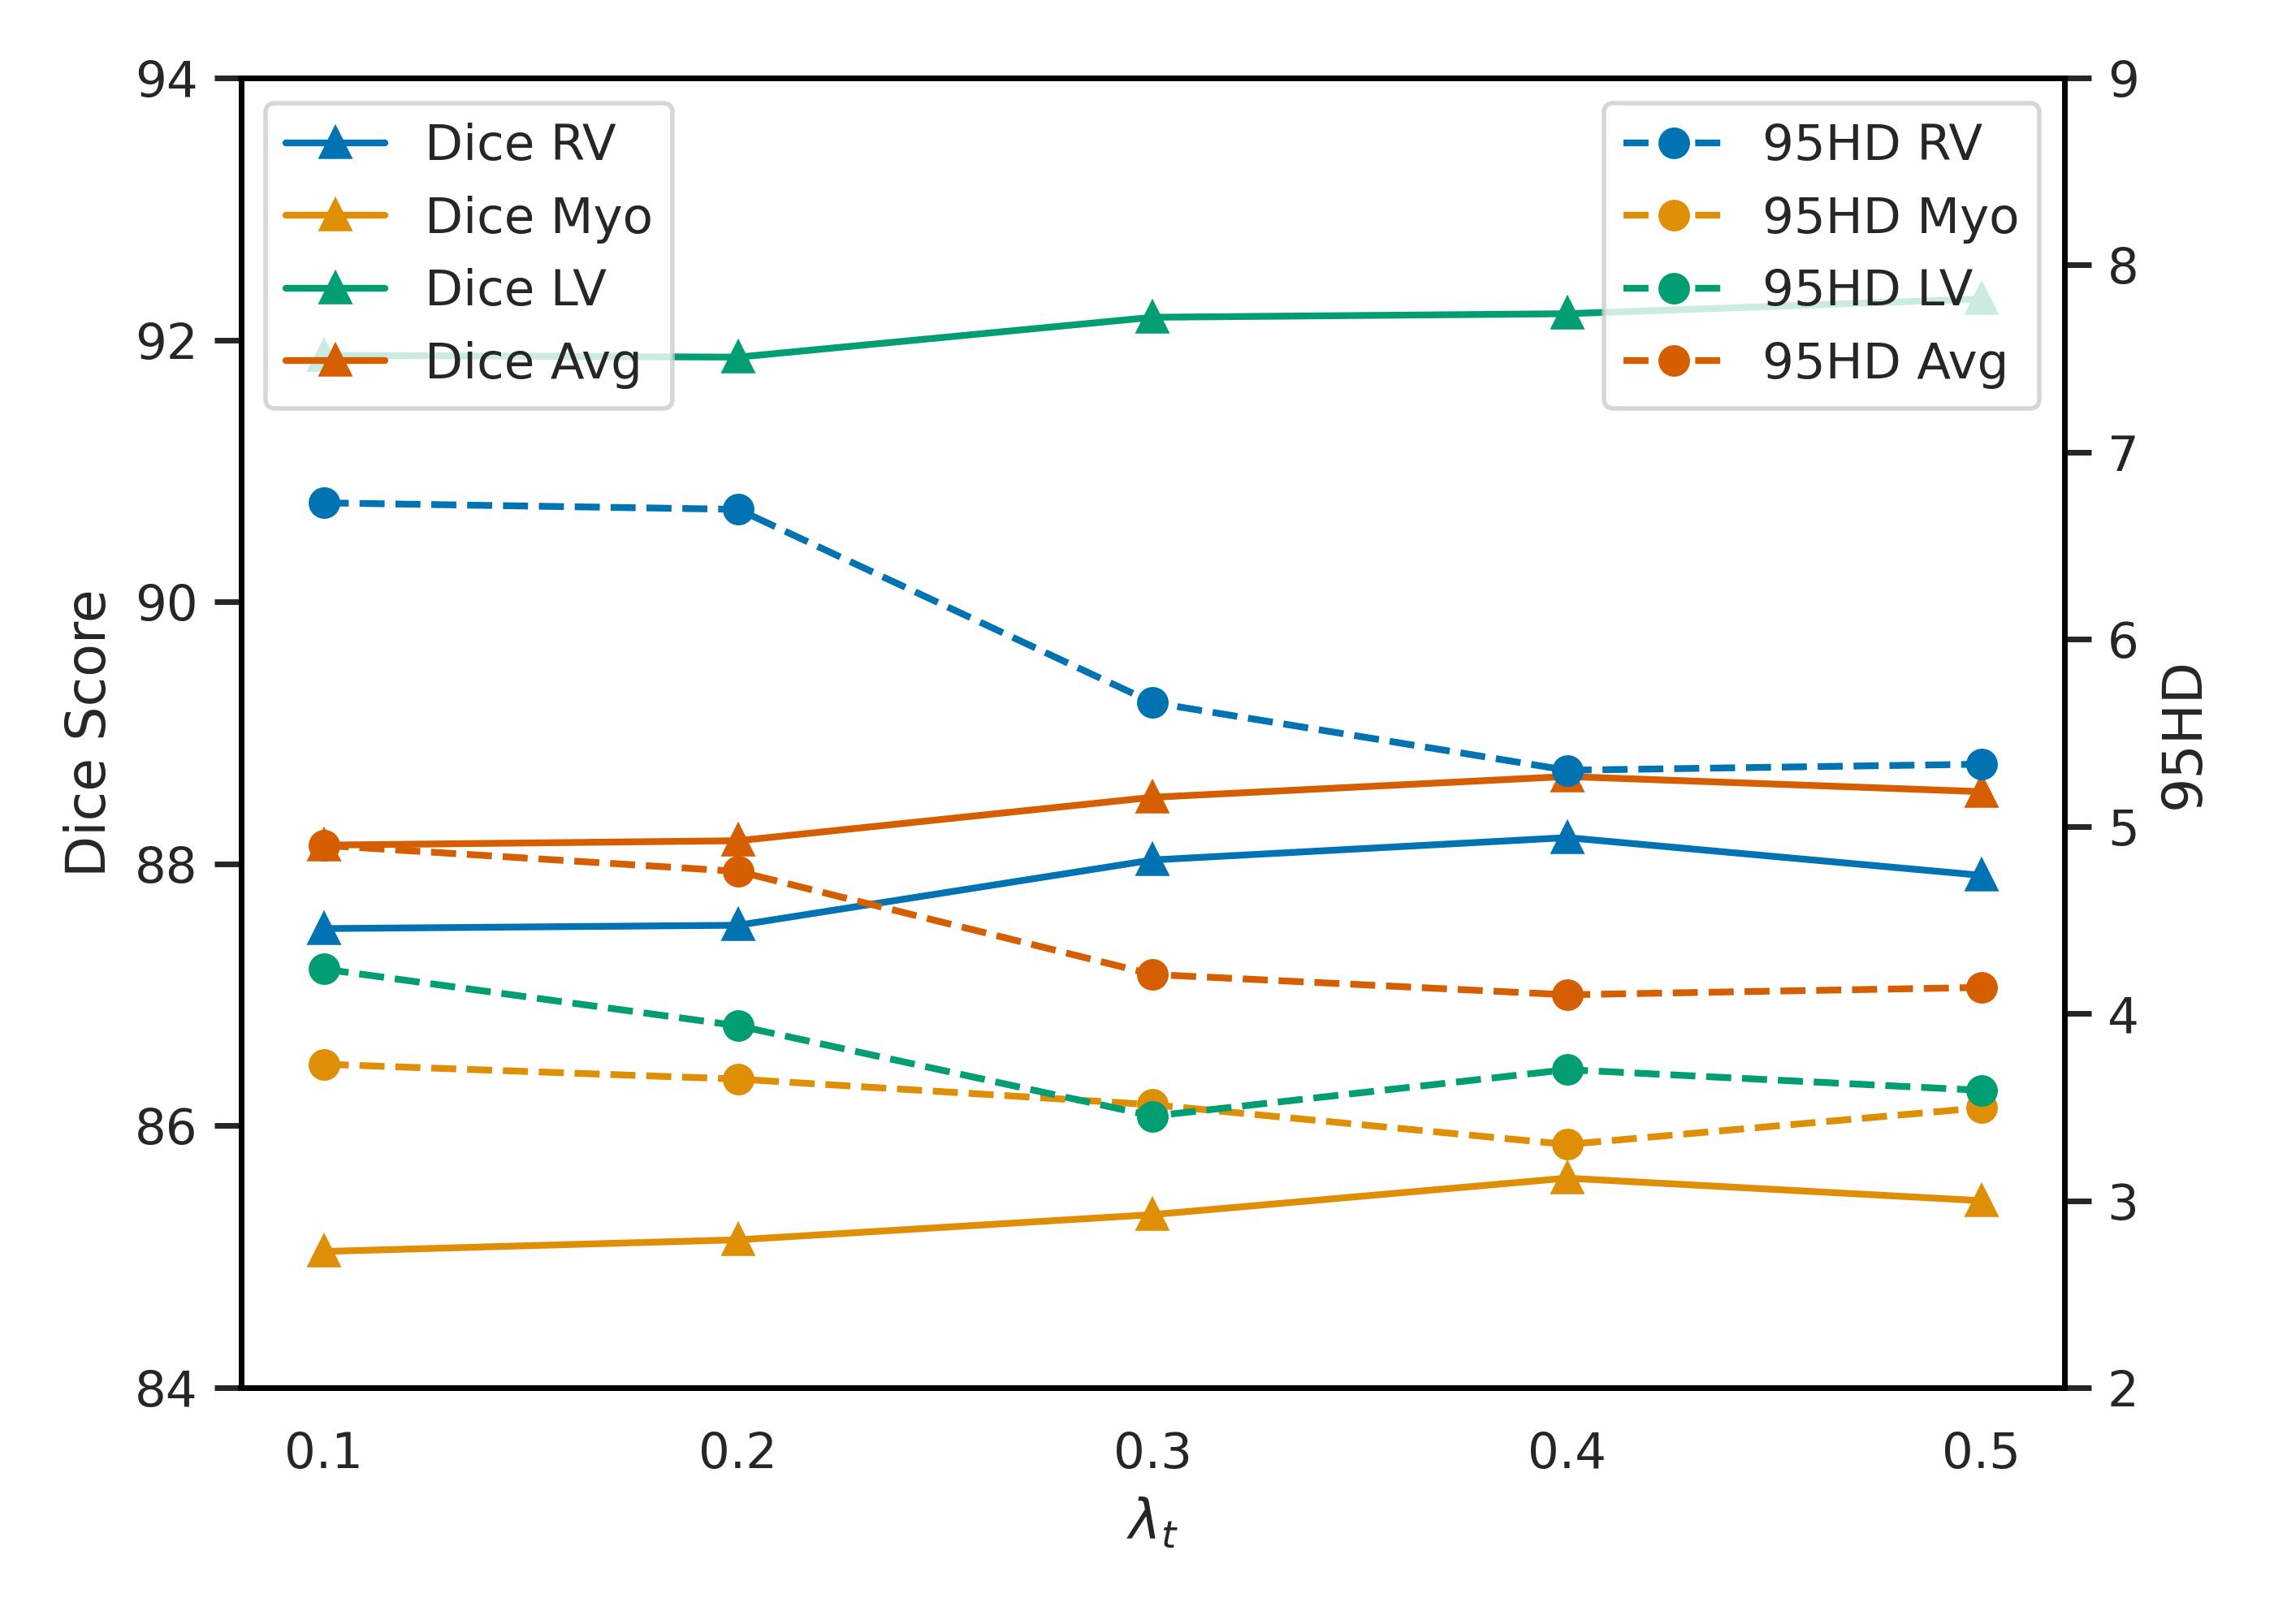 94
92
90
88
86
84
Dice Score
Dice RV
Dice Myo
Dice LV
Dice Avg
95HD RV
95HD Myo
95HD LV
95HD Avg
9
8
7
6
5
4
3
2
95HD
0.1 0.2 0.3 0.4 0.5
λt